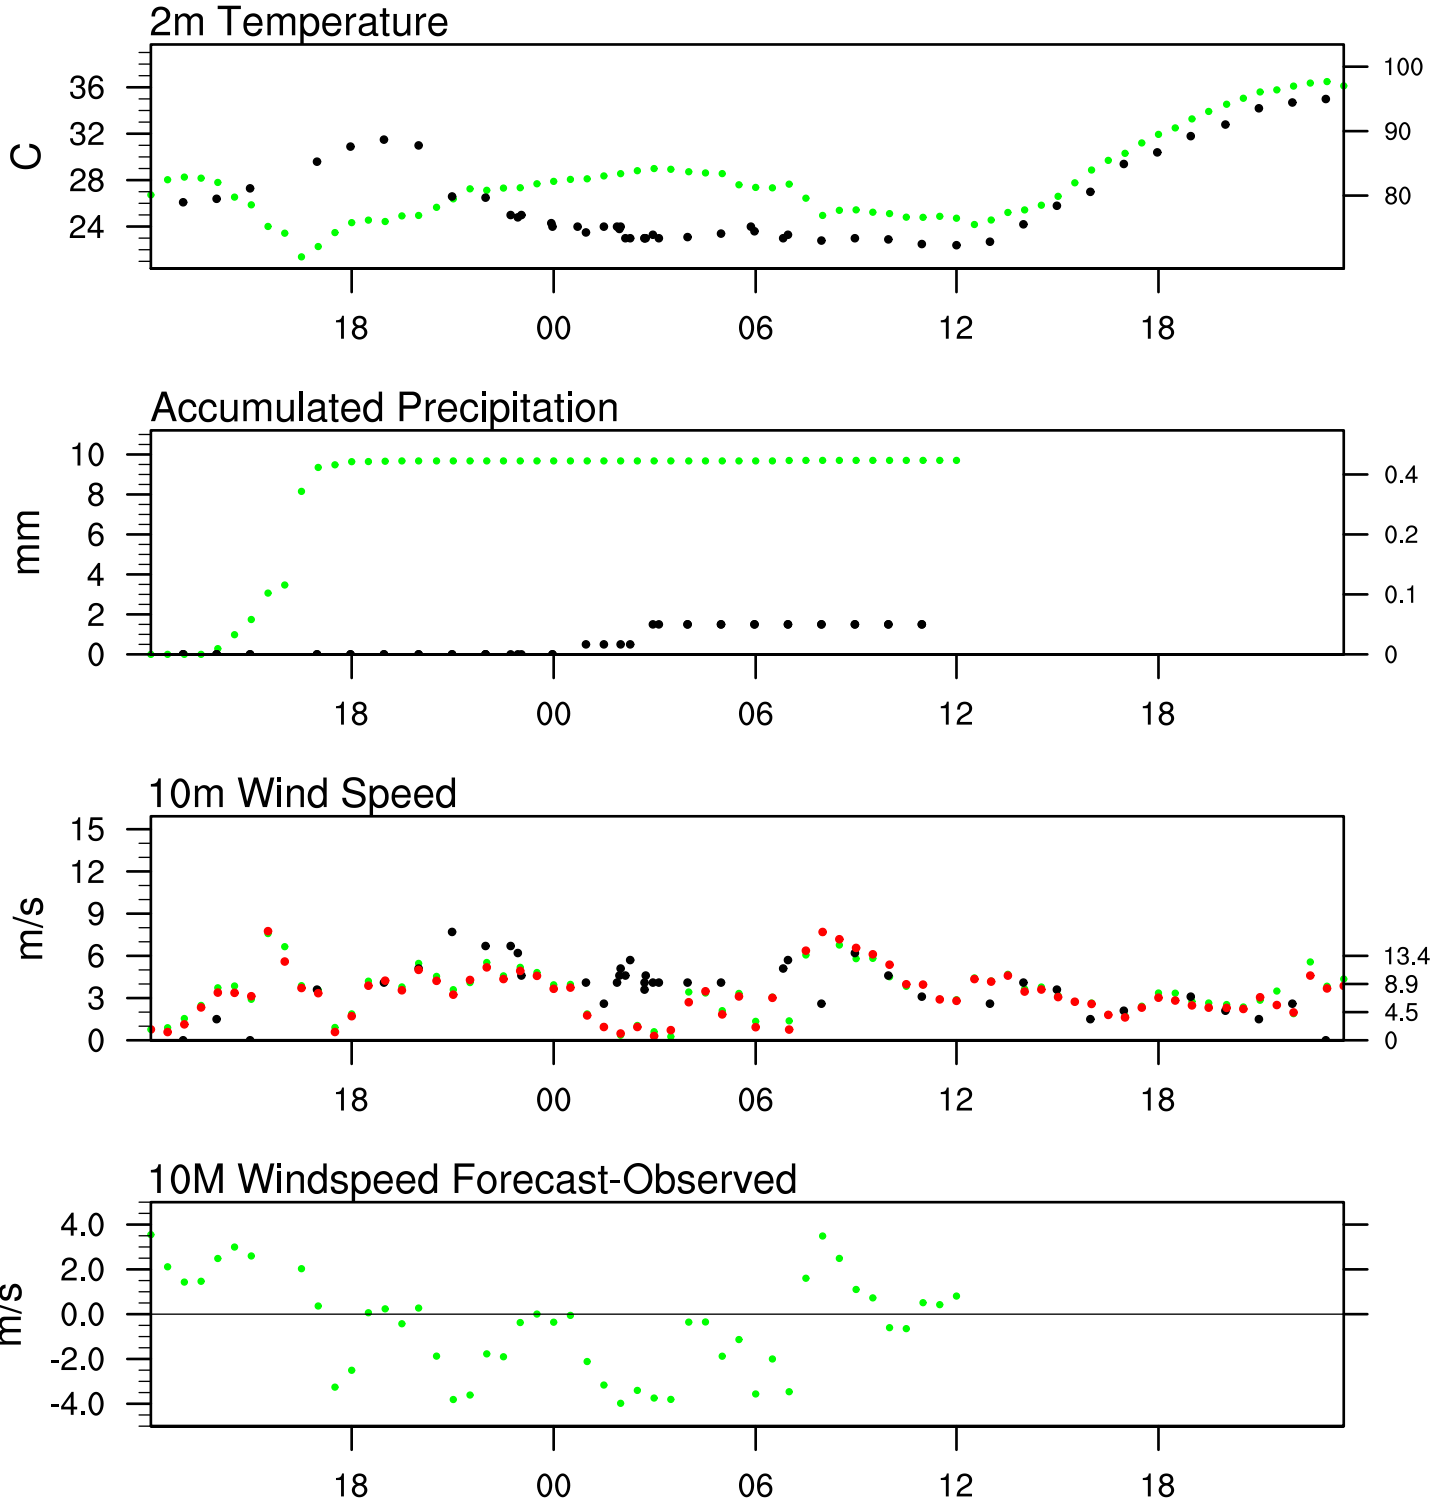 2m Temperature
36
32
28
24
C
100
90
80
18 00 06 12 18
Accumulated Precipitation
10
8
6
4
2
0
mm
0.4
0.2
0.1
0
18 00 06 12 18
10m Wind Speed
15
12
9
6
3
0
m/s
13.4
8.9
4.5
0
18 00 06 12 18
10M Windspeed Forecast-Observed
4.0
2.0
0.0
-2.0
-4.0
m/s
18 00 06 12 18